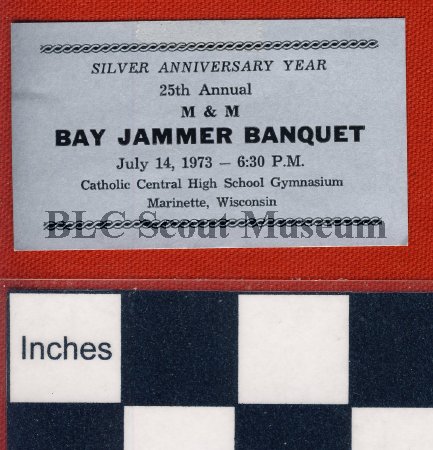 SILVER ANNIVERSARY YEAR
25th Annual
M & M
BAY JAMMER BANQUET
July 14, 1973 — 6:30 P.M.
Catholic Central High School Gymnasium
Marinette, Wisconsin
BLC Scout Museum
Inches